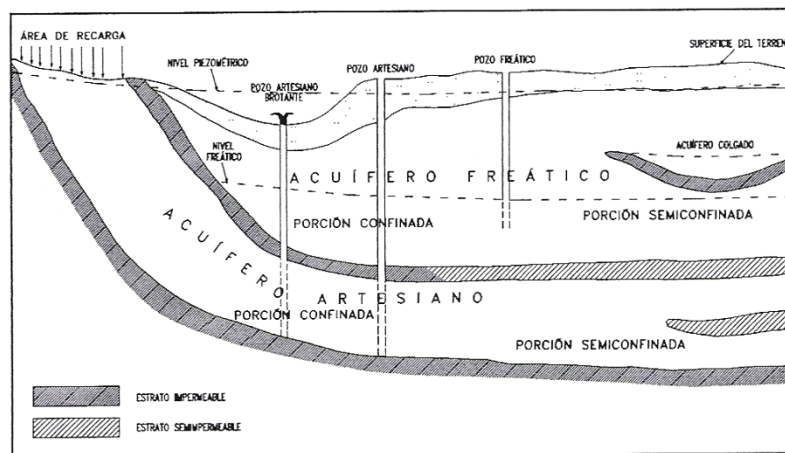 ÁREA DE RECARGA
NIVEL PIEZOMÉTRICO
POZO ARTESIANO
BROTANTE
POZO ARTESIANO
POZO FREÁTICO
SUPERFICIE DEL TERRENO
NIVEL
FREÁTICO
ACUÍFERO FREÁTICO
ACUÍFERO COLGADO
PORCIÓN CONFINADA
PORCIÓN SEMICONFINADA
ACUÍFERO ARTESIANO
PORCIÓN CONFINADA
PORCIÓN SEMICONFINADA
ESTRATO IMPERMEABLE
ESTRATO SEMIMPERMEABLE